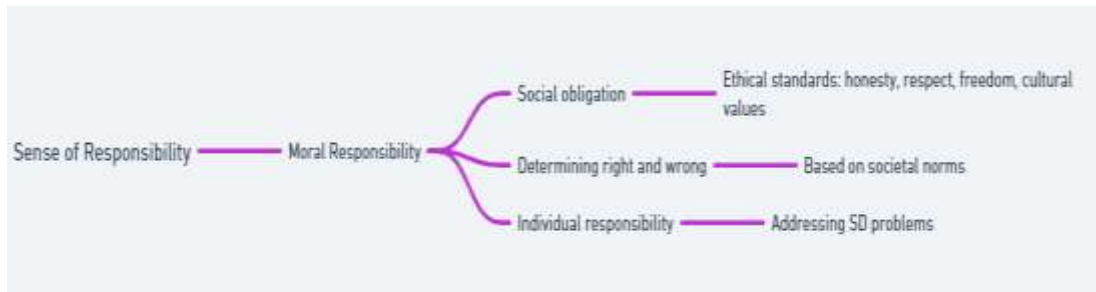 Sense of Responsibility
Moral Responsibility
Social obligation
Ethical standards: honesty, respect, freedom, cultural
values
Determining right and wrong
Based on societal norms
Individual responsibility
Addressing SD problems